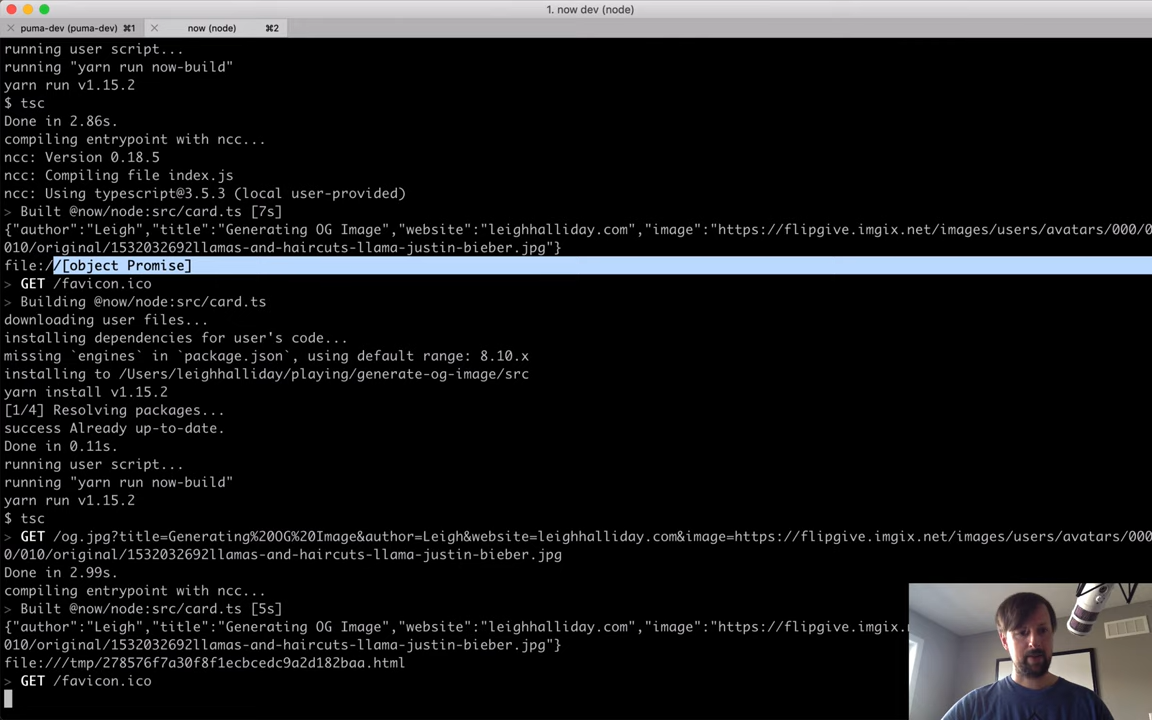 1. now dev (node)
puma-dev (puma-dev) ⌘1
now (node) ⌘2
running user script...
running "yarn run now-build"
yarn run v1.15.2
$ tsc
Done in 2.86s.
compiling entrypoint with ncc...
ncc: Version 0.18.5
ncc: Compiling file index.js
ncc: Using typescript@3.5.3 (local user-provided)
> Built @now/node:src/card.ts [7s]
{"author":"Leigh","title":"Generating OG Image","website":"leighhalliday.com","image":"https://flipgive.imgix.net/images/users/avatars/000/0
010/original/1532032692llamas-and-haircuts-llama-justin-bieber.jpg"}
file://[object Promise]
> GET /favicon.ico
> Building @now/node:src/card.ts
downloading user files...
installing dependencies for user's code...
missing `engines` in `package.json`, using default range: 8.10.x
installing to /Users/leighhalliday/playing/generate-og-image/src
yarn install v1.15.2
[1/4] Resolving packages...
success Already up-to-date.
Done in 0.11s.
running user script...
running "yarn run now-build"
yarn run v1.15.2
$ tsc
> GET /og.jpg?title=Generating%20OG%20Image&author=Leigh&website=leighhalliday.com&image=https://flipgive.imgix.net/images/users/avatars/000
0/010/original/1532032692llamas-and-haircuts-llama-justin-bieber.jpg
Done in 2.99s.
compiling entrypoint with ncc...
> Built @now/node:src/card.ts [5s]
{"author":"Leigh","title":"Generating OG Image","website":"leighhalliday.com","image":"https://flipgive.imgix.
010/original/1532032692llamas-and-haircuts-llama-justin-bieber.jpg"}
file:///tmp/278576f7a30f8f1ecbcedc9a2d182baa.html
> GET /favicon.ico